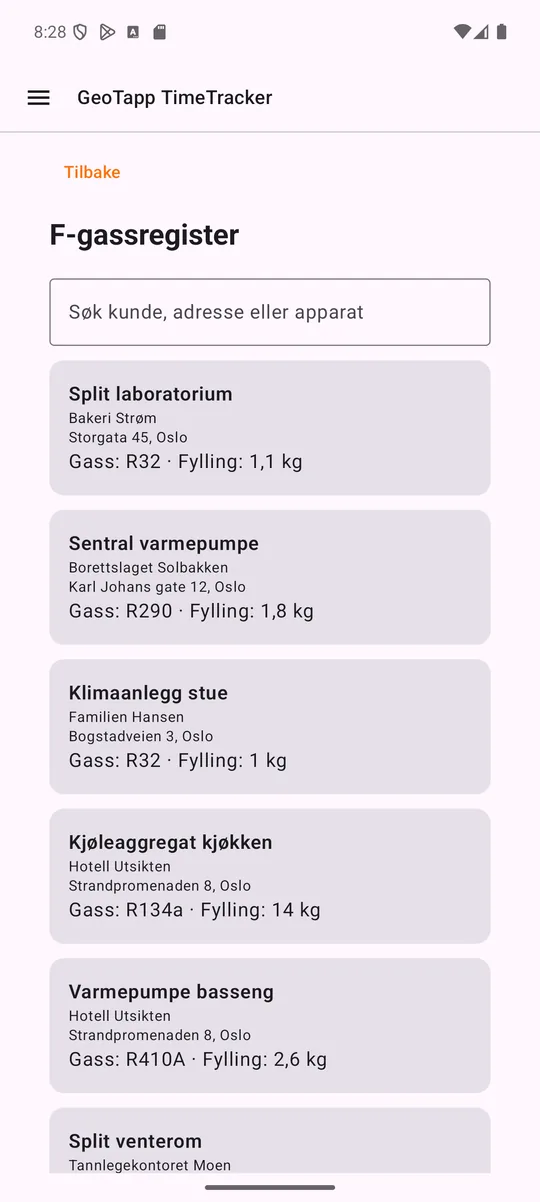 8:28
GeoTapp TimeTracker
Tilbake
F-gassregister
Søk kunde, adresse eller apparat
Split laboratorium
Bakeri Strøm
Storgata 45, Oslo
Gass: R32 · Fylling: 1,1 kg
Sentral varmepumpe
Borettslaget Solbakken
Karl Johans gate 12, Oslo
Gass: R290 · Fylling: 1,8 kg
Klimaanlegg stue
Familien Hansen
Bogstadveien 3, Oslo
Gass: R32 · Fylling: 1 kg
Kjøleaggregat kjøkken
Hotell Utsikten
Strandpromenaden 8, Oslo
Gass: R134a · Fylling: 14 kg
Varmepumpe basseng
Hotell Utsikten
Strandpromenaden 8, Oslo
Gass: R410A · Fylling: 2,6 kg
Split venterom
Tannlegekontoret Moen